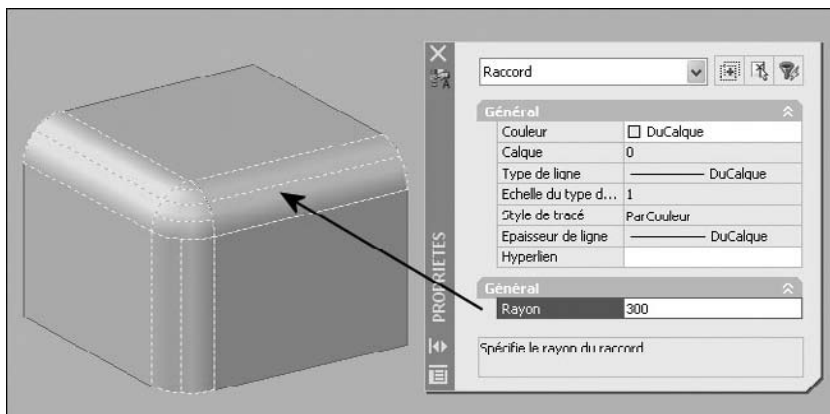 Raccord
Général
Couleur DuCalque
Calque 0
Type de ligne DuCalque
Echelle du type d... 1
Style de tracé ParCouleur
Epaisseur de ligne DuCalque
Hyperlien
Général
Rayon 300
Spécifie le rayon du raccord
PROPRIETES